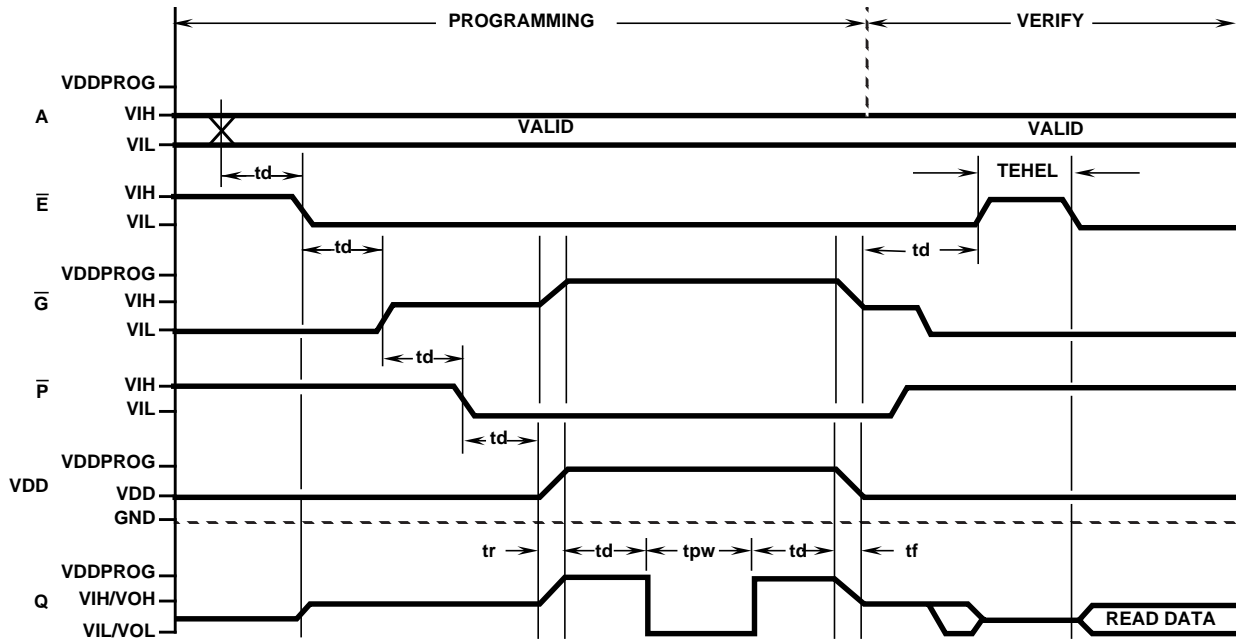 PROGRAMMING VERIFY
VDDPROG
A VIH VALID VALID
VIL
td TEHEL
E̅ VIH
VIL
td td
VDDPROG
G̅ VIH
VIL
td
P̅ VIH
VIL
td
VDDPROG
VDD
VDD
GND
tr td tpw td tf
VDDPROG
Q VIH/VOH
READ DATA
VIL/VOL